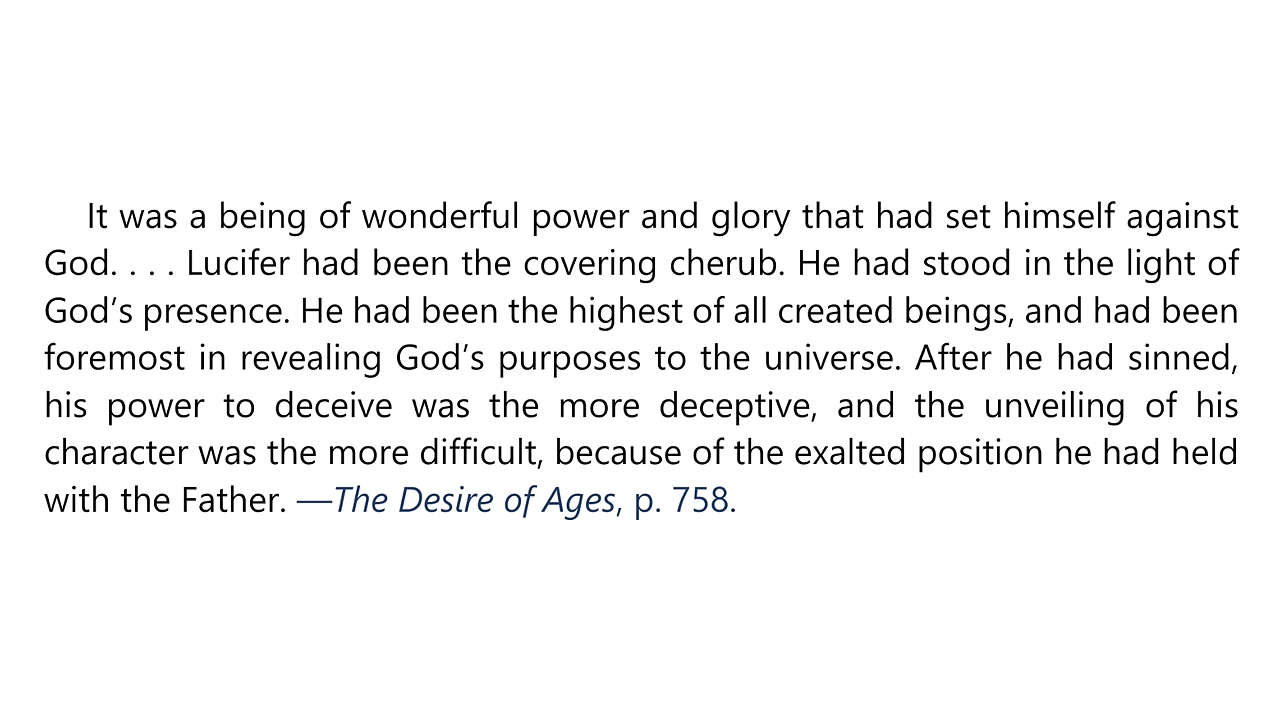 It was a being of wonderful power and glory that had set himself against
God. . . . Lucifer had been the covering cherub. He had stood in the light of
God’s presence. He had been the highest of all created beings, and had been
foremost in revealing God’s purposes to the universe. After he had sinned,
his power to deceive was the more deceptive, and the unveiling of his
character was the more difficult, because of the exalted position he had held
with the Father. —The Desire of Ages, p. 758.